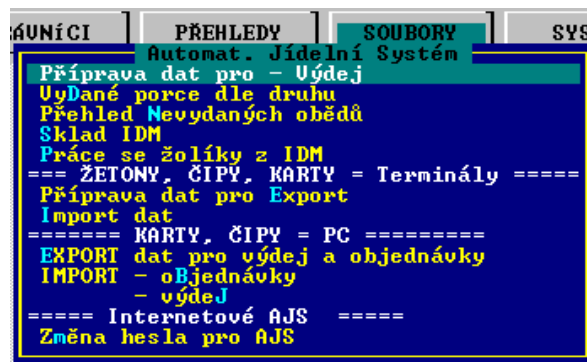 ÁVNÍCI PŘEHLEDY SOUBORY SYS
Automat. Jídelní Systém
Příprava dat pro - Výdej
VyDané porce dle druhu
Přehled Nevydaných obědů
Sklad IDM
Práce se žolíky z IDM
=== ŽETONY, ČIPY, KARTY = Terminály =====
Příprava dat pro Export
Import dat
======= KARTY, ČIPY = PC =========
EXPORT dat pro výdej a objednávky
IMPORT - oBjednávky
- výdeJ
===== Internetové AJS =====
Změna hesla pro AJS